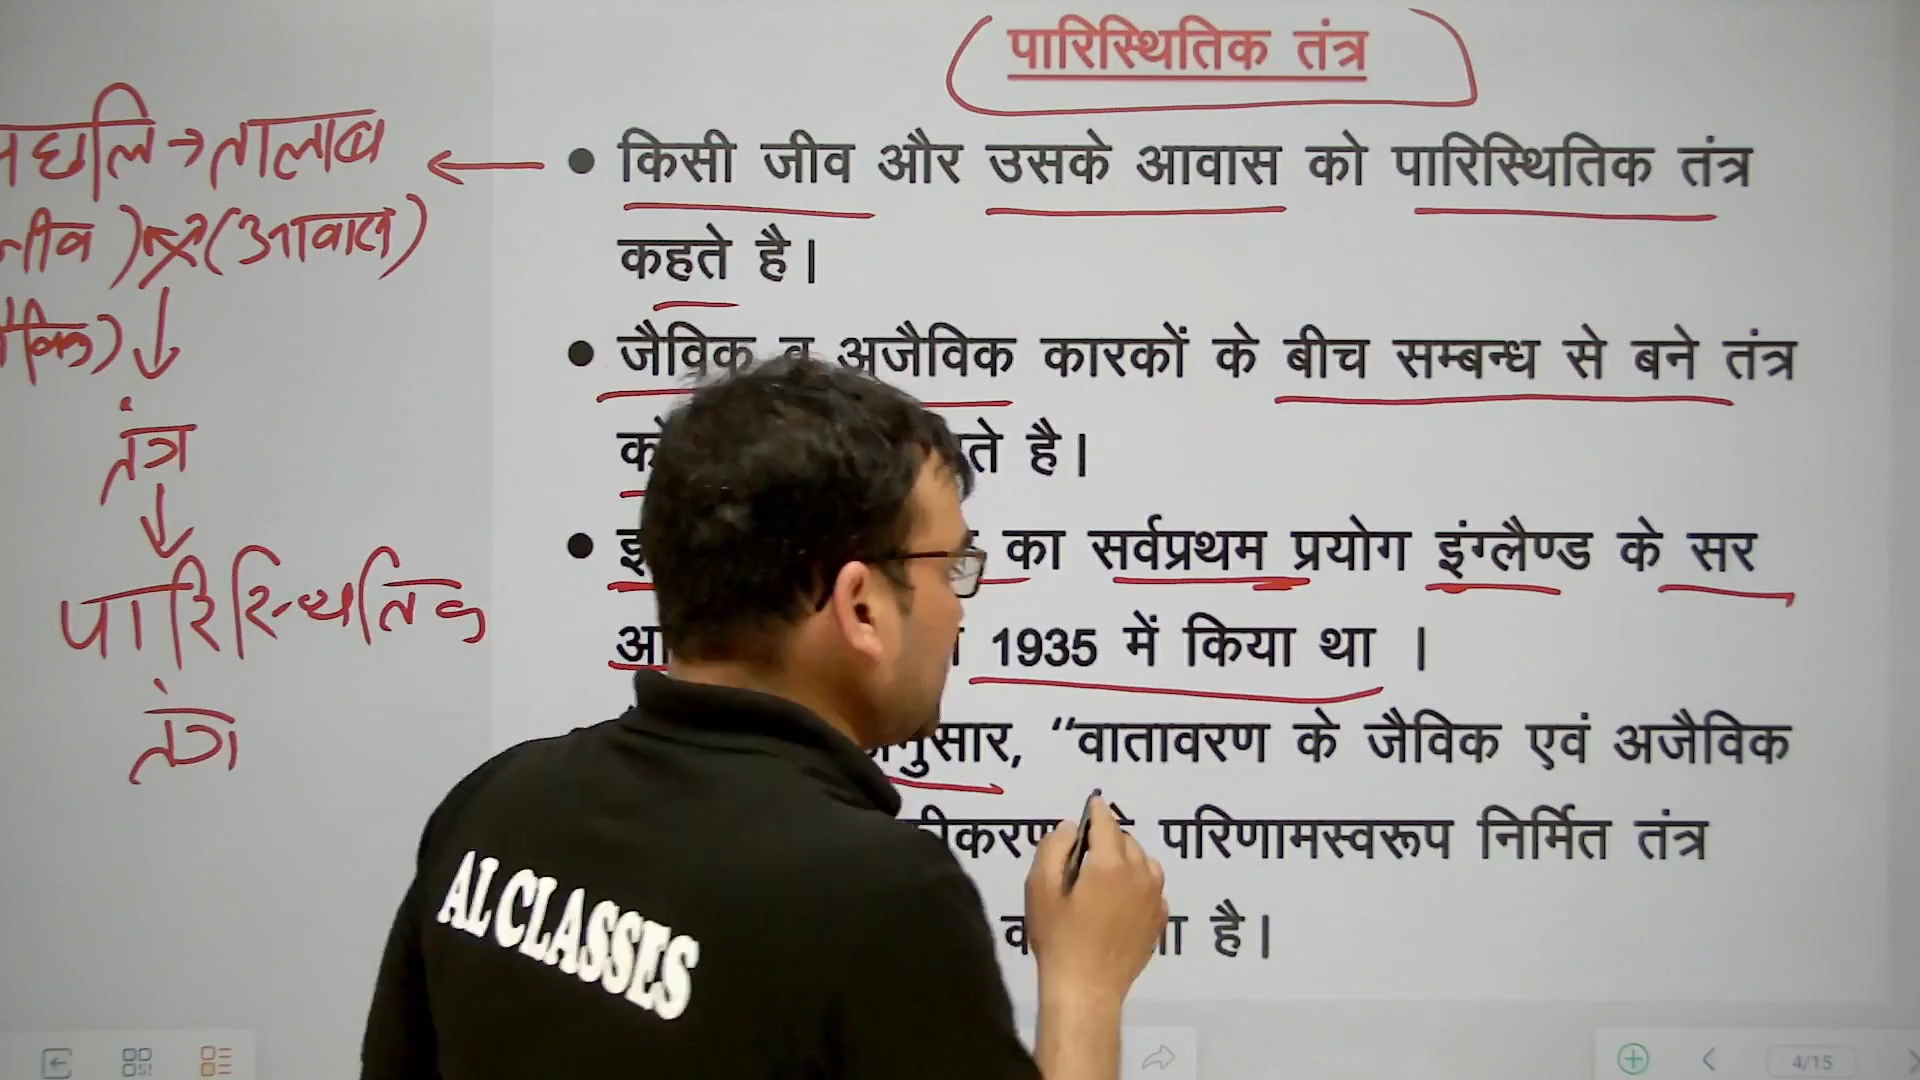 पारिस्थितिक तंत्र
किसी जीव और उसके आवास को पारिस्थितिक तंत्र
कहते है।
जैविक व अजैविक कारकों के बीच सम्बन्ध से बने तंत्र
है।
का सर्वप्रथम प्रयोग इंग्लैण्ड के सर
1935 में किया था ।
अनुसार, “वातावरण के जैविक एवं अजैविक
परिणामस्वरूप निर्मित तंत्र
है।
→ तालाब
(आवास)
↓
तंत्र
↓
पारिस्थितिक
तंत्र
AL CLASSES
4/15